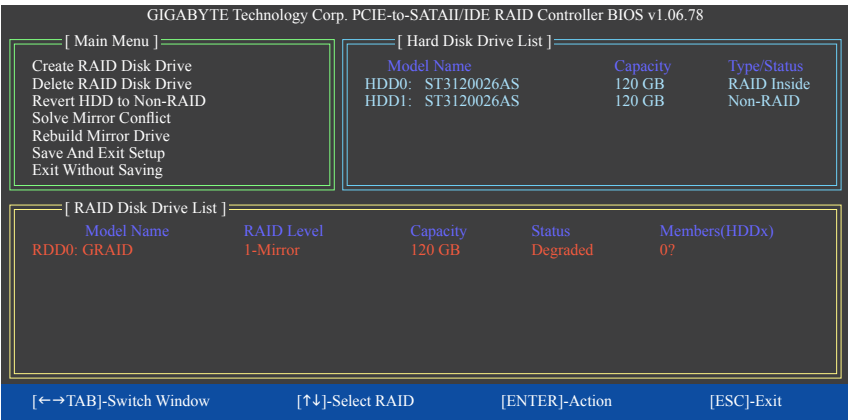 GIGABYTE Technology Corp. PCIE-to-SATAII/IDE RAID Controller BIOS v1.06.78
[ Main Menu ]
Create RAID Disk Drive
Delete RAID Disk Drive
Revert HDD to Non-RAID
Solve Mirror Conflict
Rebuild Mirror Drive
Save And Exit Setup
Exit Without Saving
[ Hard Disk Drive List ]
Model Name Capacity Type/Status
HDD0: ST3120026AS 120 GB RAID Inside
HDD1: ST3120026AS 120 GB Non-RAID
[ RAID Disk Drive List ]
Model Name RAID Level Capacity Status Members(HDDx)
RDD0: GRAID 1-Mirror 120 GB Degraded 0?
[←→TAB]-Switch Window [↑↓]-Select RAID [ENTER]-Action [ESC]-Exit